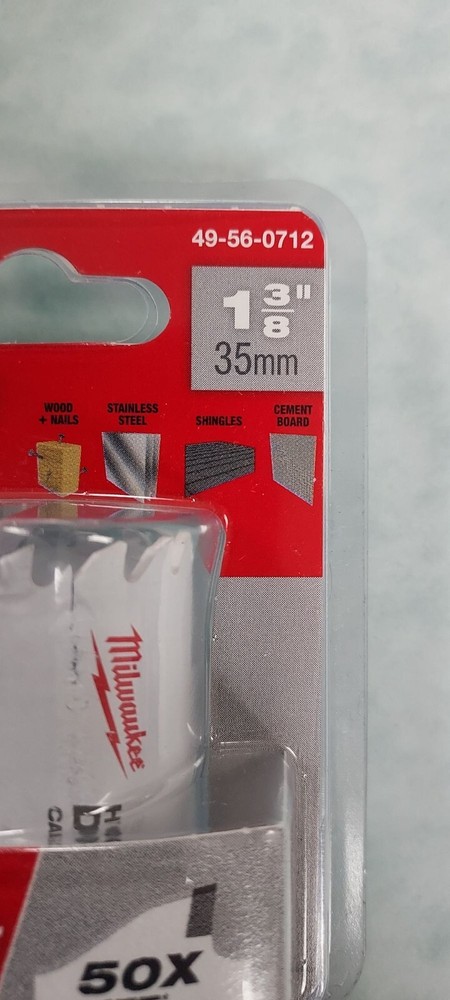 49-56-0712
1 3/8"
35mm
WOOD + NAILS
STAINLESS STEEL
SHINGLES
CEMENT BOARD
Milwaukee
50X